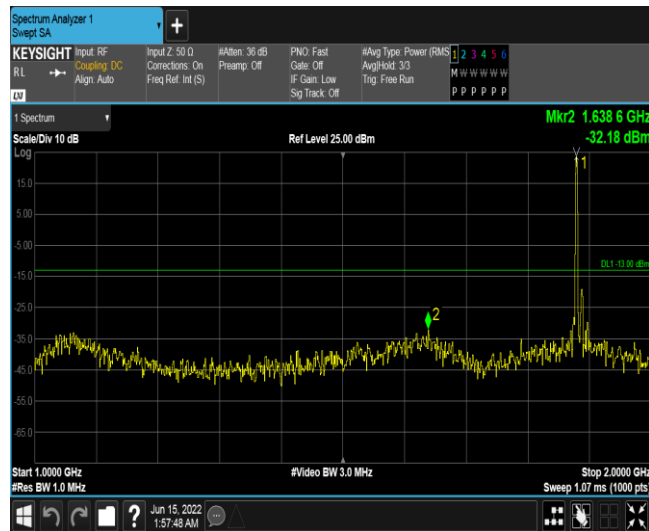 Spectrum Analyzer 1
Swept SA
+
KEYSIGHT
RL
LXI
Input: RF
Coupling: DC
Align: Auto
Input Z: 50 Ω
Corrections: On
Freq Ref: Int (S)
#Atten: 36 dB
Preamp: Off
PNO: Fast
Gate: Off
IF Gain: Low
Sig Track: Off
#Avg Type: Power (RMS
Avg|Hold: 3/3
Trig: Free Run
1 2 3 4 5 6
M W W W W W
P P P P P P
1 Spectrum
Scale/Div 10 dB
Ref Level 25.00 dBm
Mkr2 1.638 6 GHz
-32.18 dBm
Log
15.0
5.00
-5.00
-15.0
-25.0
-35.0
-45.0
-55.0
-65.0
1
DL1 -13.00 dBm
2
Start 1.0000 GHz
#Video BW 3.0 MHz
Stop 2.0000 GHz
#Res BW 1.0 MHz
Sweep 1.07 ms (1000 pts)
?
Jun 15, 2022
1:57:48 AM